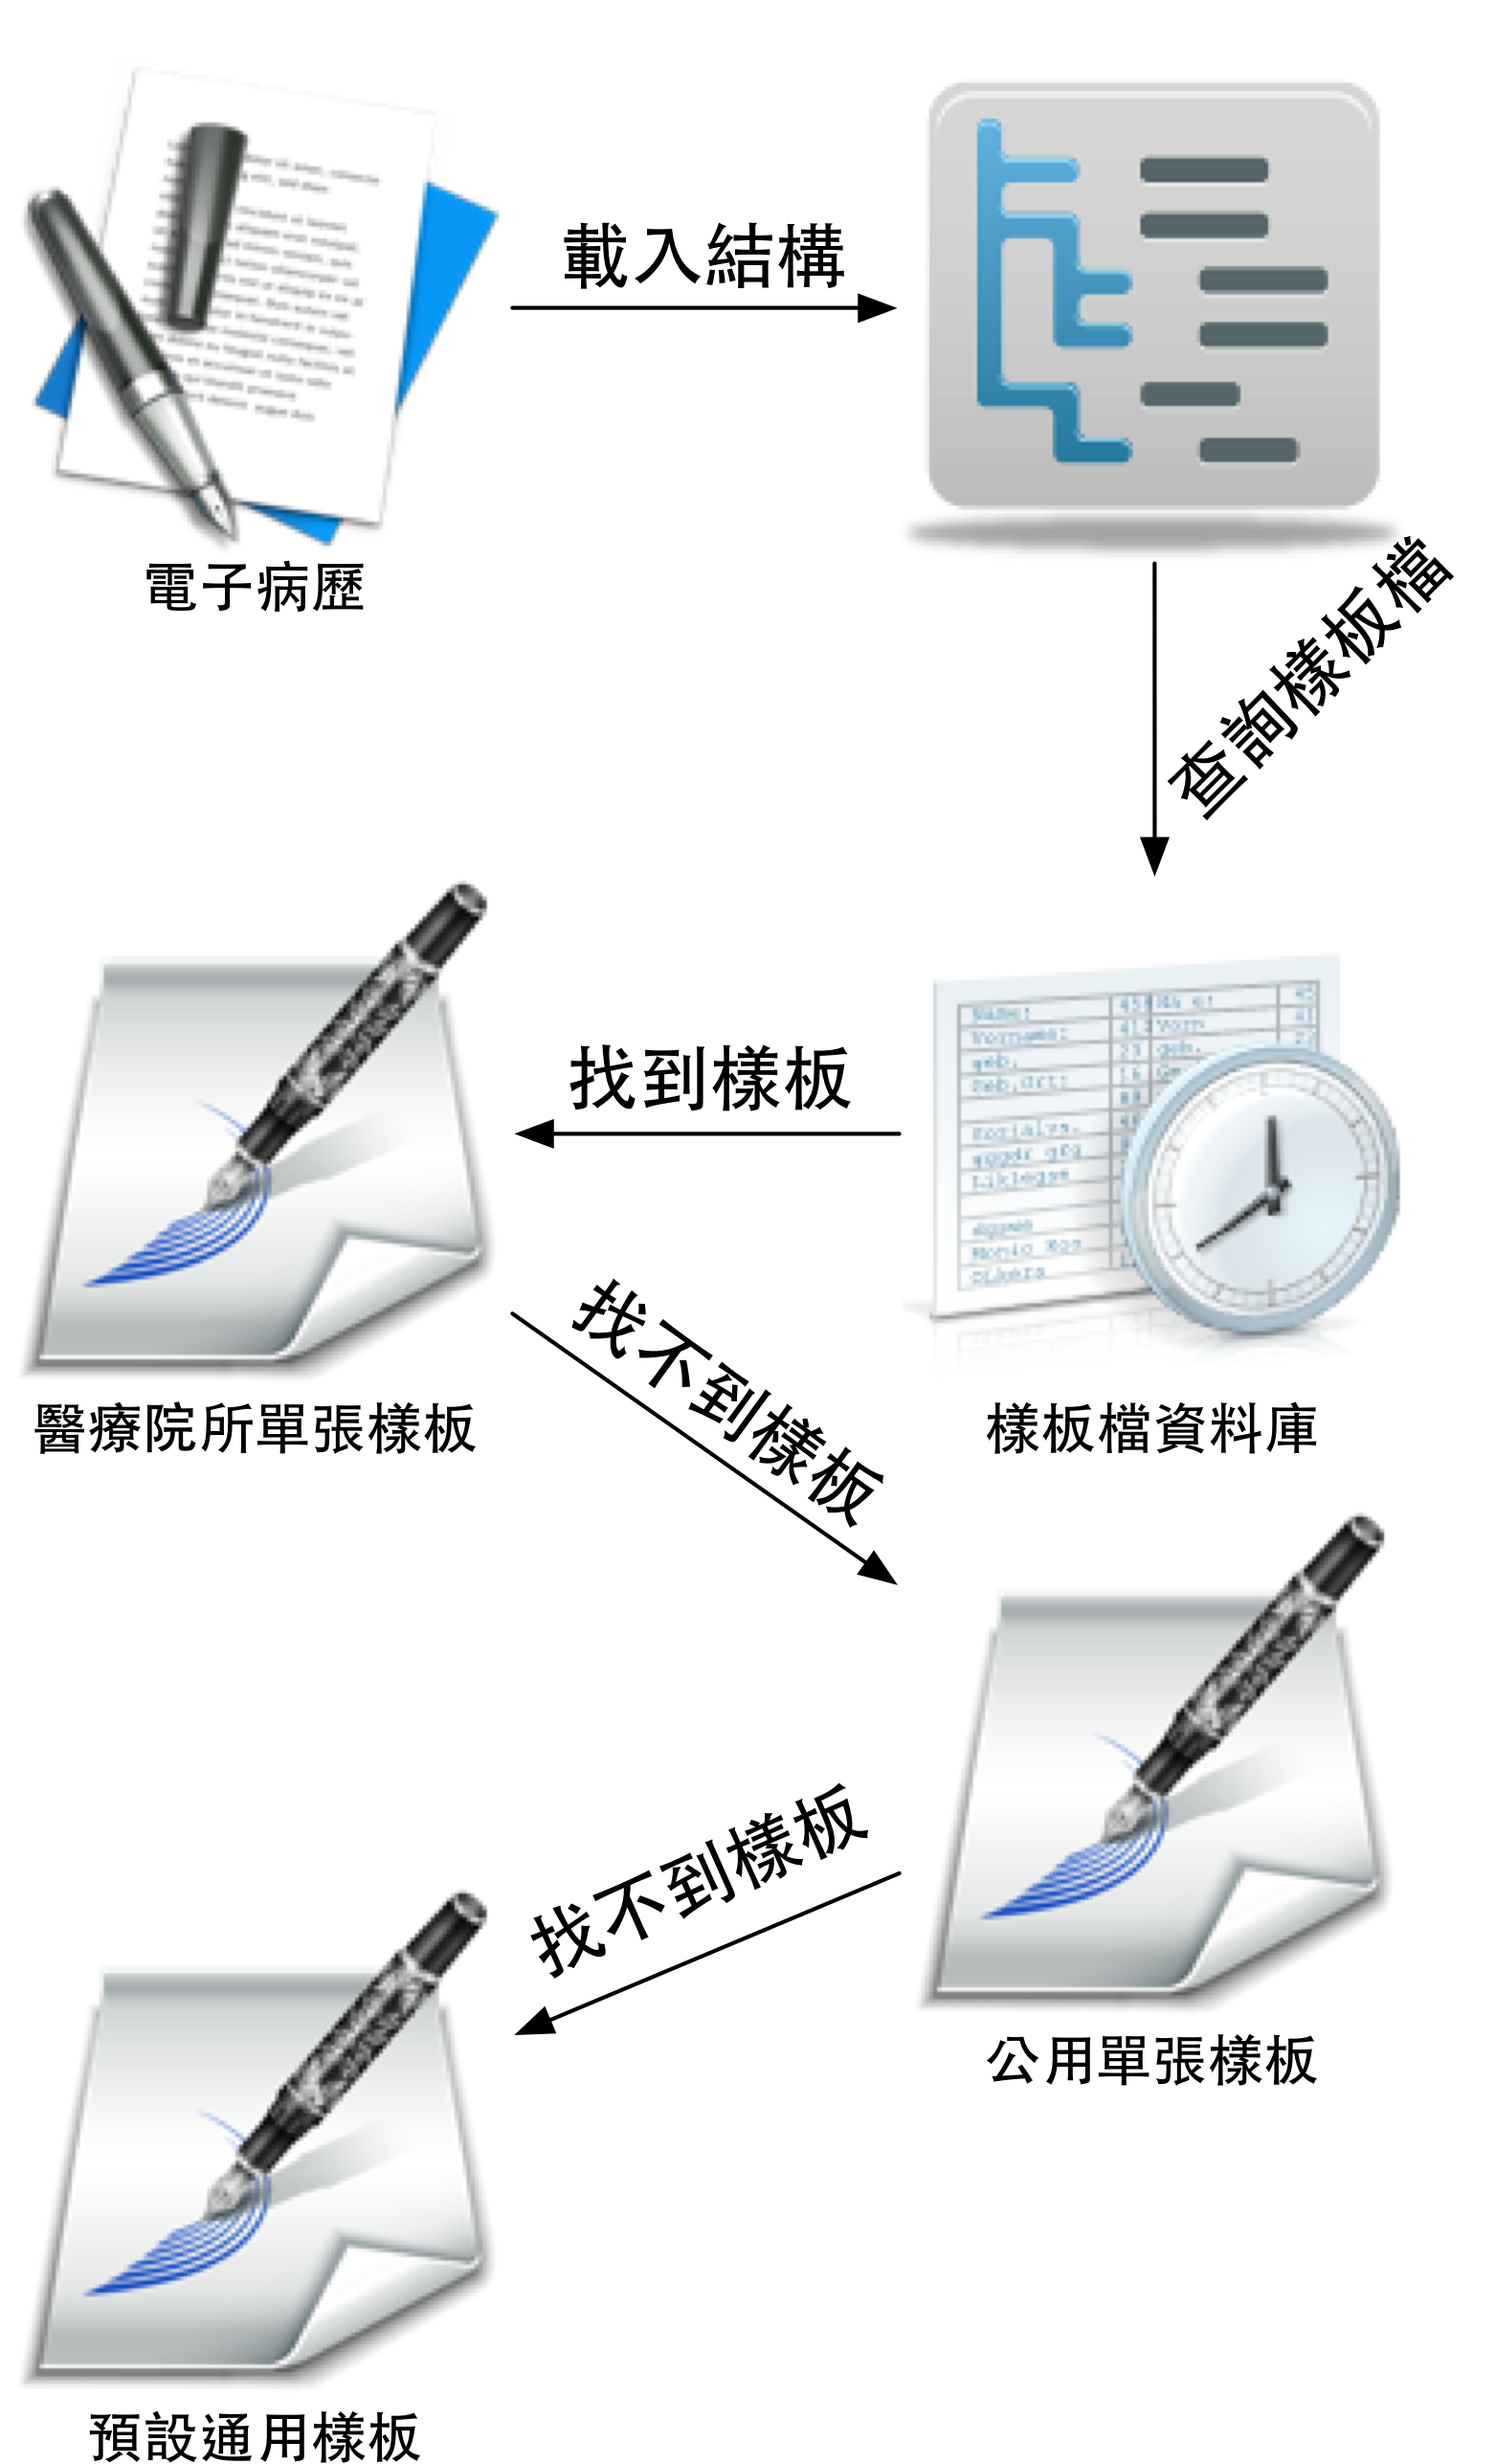 載入結構
電子病歷
查詢樣板檔
找到樣板
醫療院所單張樣板
樣板檔資料庫
找不到樣板
公用單張樣板
找不到樣板
預設通用樣板